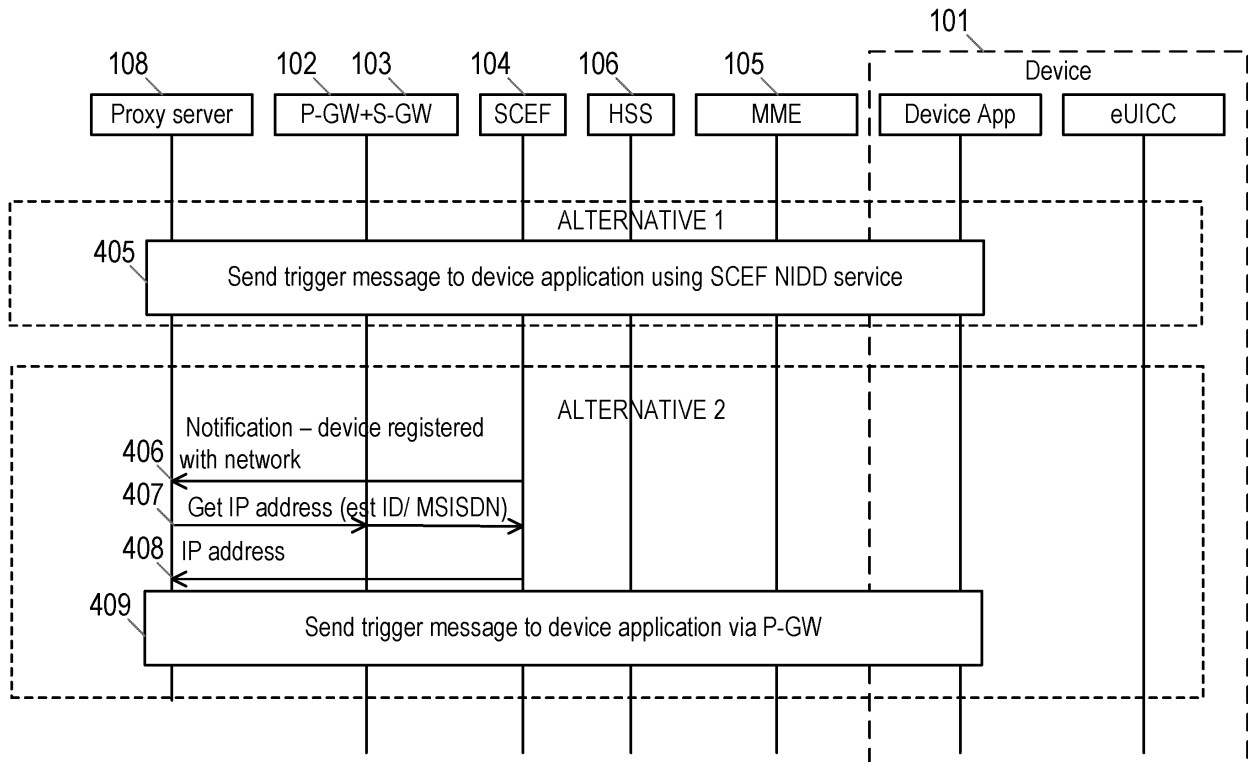 101
108
102
103
104
106
105
Device
Proxy server
P-GW+S-GW
SCEF
HSS
MME
Device App
eUICC
ALTERNATIVE 1
405
Send trigger message to device application using SCEF NIDD service
ALTERNATIVE 2
Notification – device registered
406
with network
407
Get IP address (est ID/ MSISDN)
408
IP address
409
Send trigger message to device application via P-GW